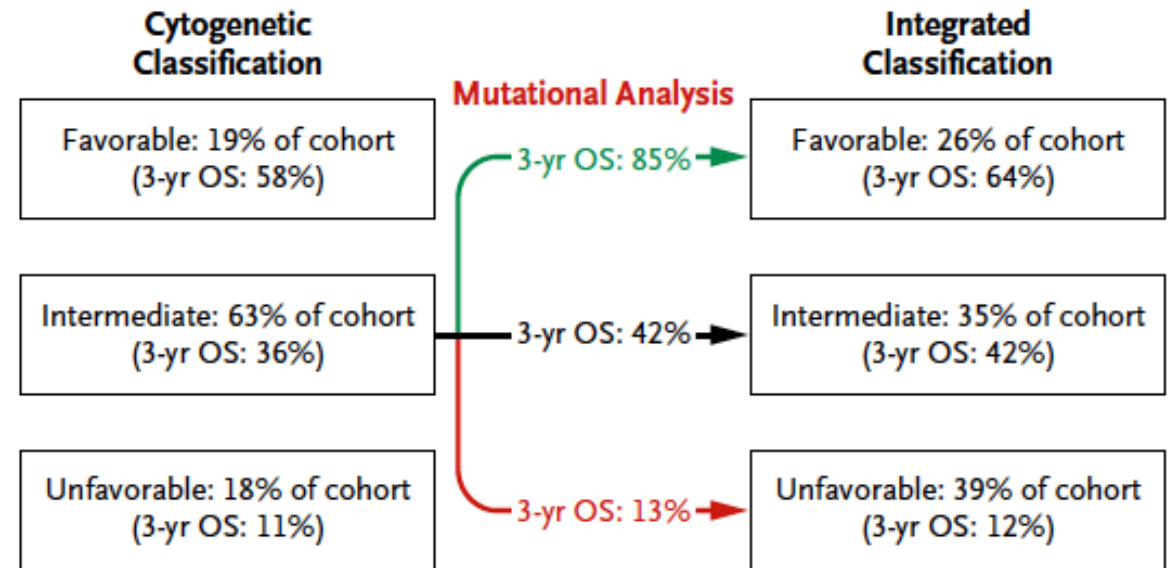 Cytogenetic
Classification
Integrated
Classification
Mutational Analysis
Favorable: 19% of cohort
(3-yr OS: 58%)
3-yr OS: 85%
Favorable: 26% of cohort
(3-yr OS: 64%)
Intermediate: 63% of cohort
(3-yr OS: 36%)
3-yr OS: 42%
Intermediate: 35% of cohort
(3-yr OS: 42%)
Unfavorable: 18% of cohort
(3-yr OS: 11%)
3-yr OS: 13%
Unfavorable: 39% of cohort
(3-yr OS: 12%)